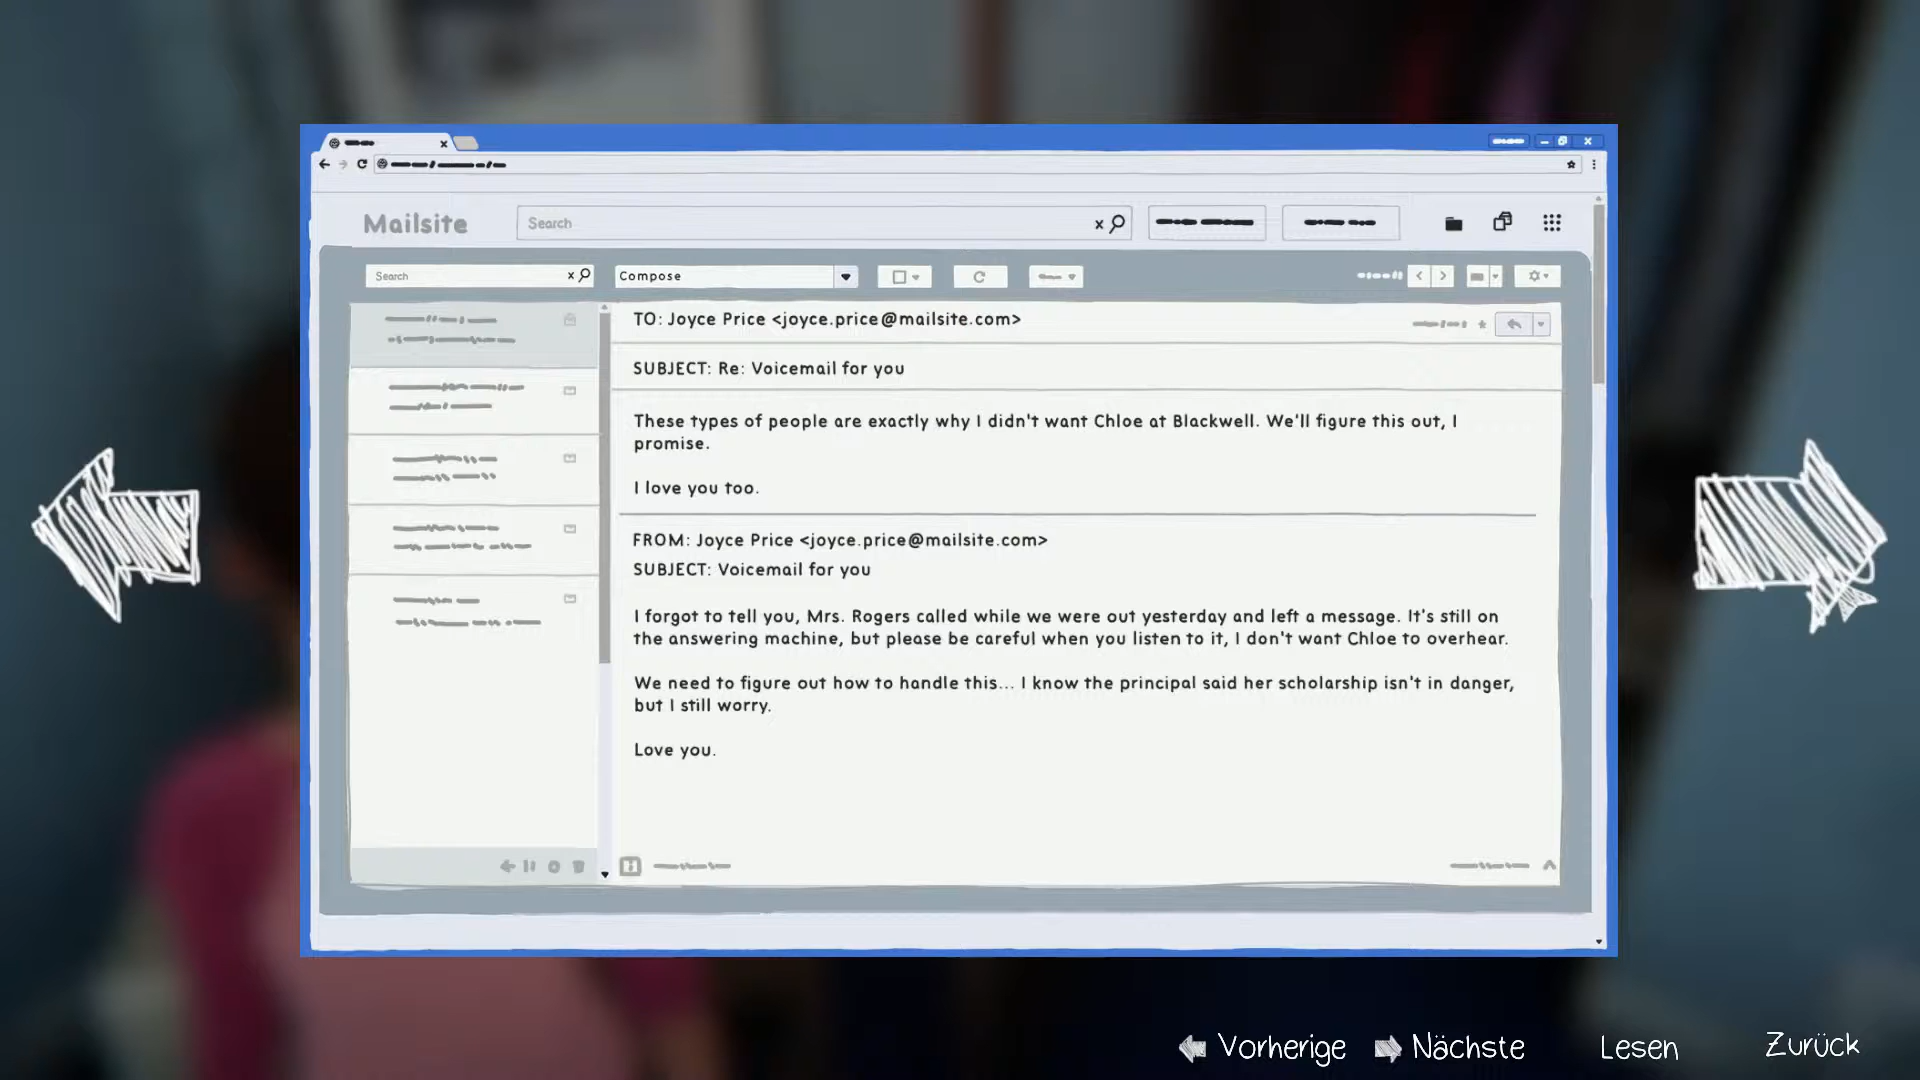 Mailsite
Search
Search
Compose
TO: Joyce Price <joyce.price@mailsite.com>
SUBJECT: Re: Voicemail for you
These types of people are exactly why I didn't want Chloe at Blackwell. We'll figure this out, I
promise.
I love you too.
FROM: Joyce Price <joyce.price@mailsite.com>
SUBJECT: Voicemail for you
I forgot to tell you, Mrs. Rogers called while we were out yesterday and left a message. It's still on
the answering machine, but please be careful when you listen to it, I don't want Chloe to overhear.
We need to figure out how to handle this... I know the principal said her scholarship isn't in danger,
but I still worry.
Love you.
Vorherige Nächste Lesen Zurück